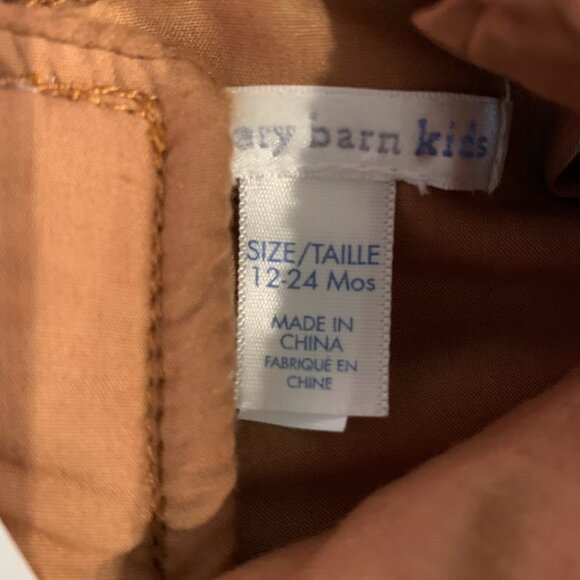 ery barn kids
SIZE/TAILLE
12-24 Mos
MADE IN
CHINA
FABRIQUÉ EN
CHINE